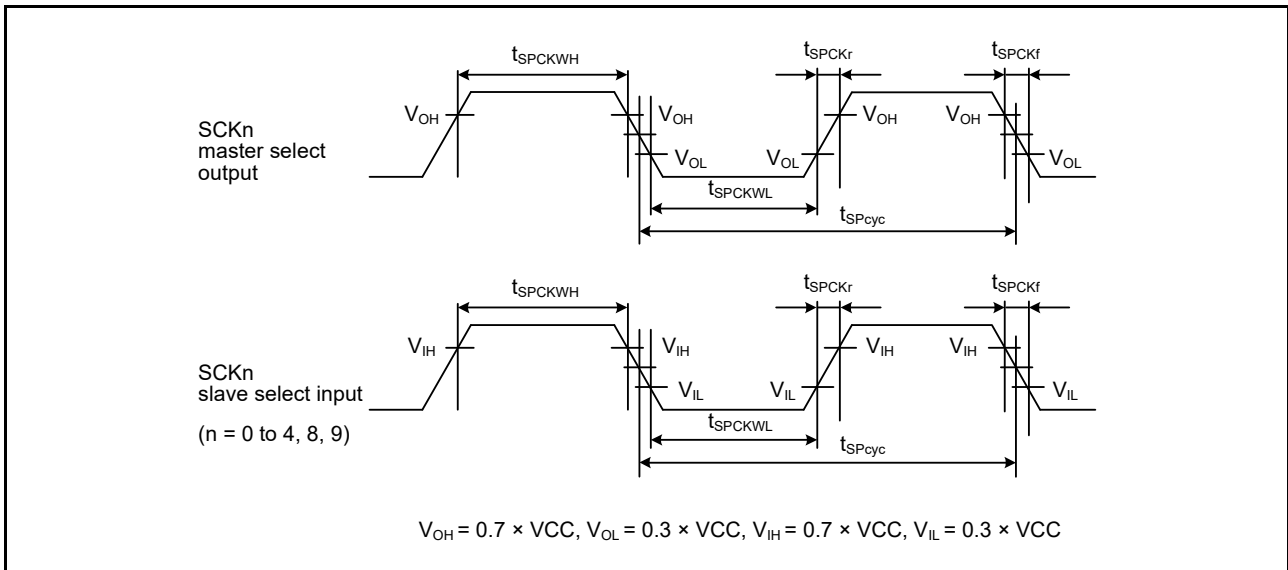 tSPCKWH tSPCKr tSPCKf
VOH VOH VOH VOH
SCKn
master select
output
VOL VOL VOL
tSPCKWL
tSPcyc
tSPCKWH tSPCKr tSPCKf
VIH VIH VIH VIH
SCKn
slave select input
(n = 0 to 4, 8, 9)
VIL VIL VIL
tSPCKWL
tSPcyc
VOH = 0.7 × VCC, VOL = 0.3 × VCC, VIH = 0.7 × VCC, VIL = 0.3 × VCC